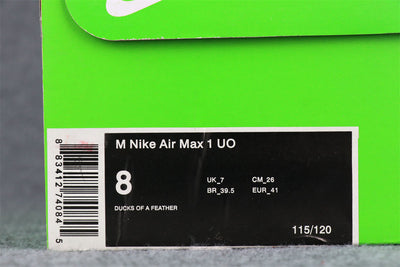 M Nike Air Max 1 UO
8
UK_7 CM_26
BR_39.5 EUR_41
DUCKS OF A FEATHER
115/120
8 83412 74084 5